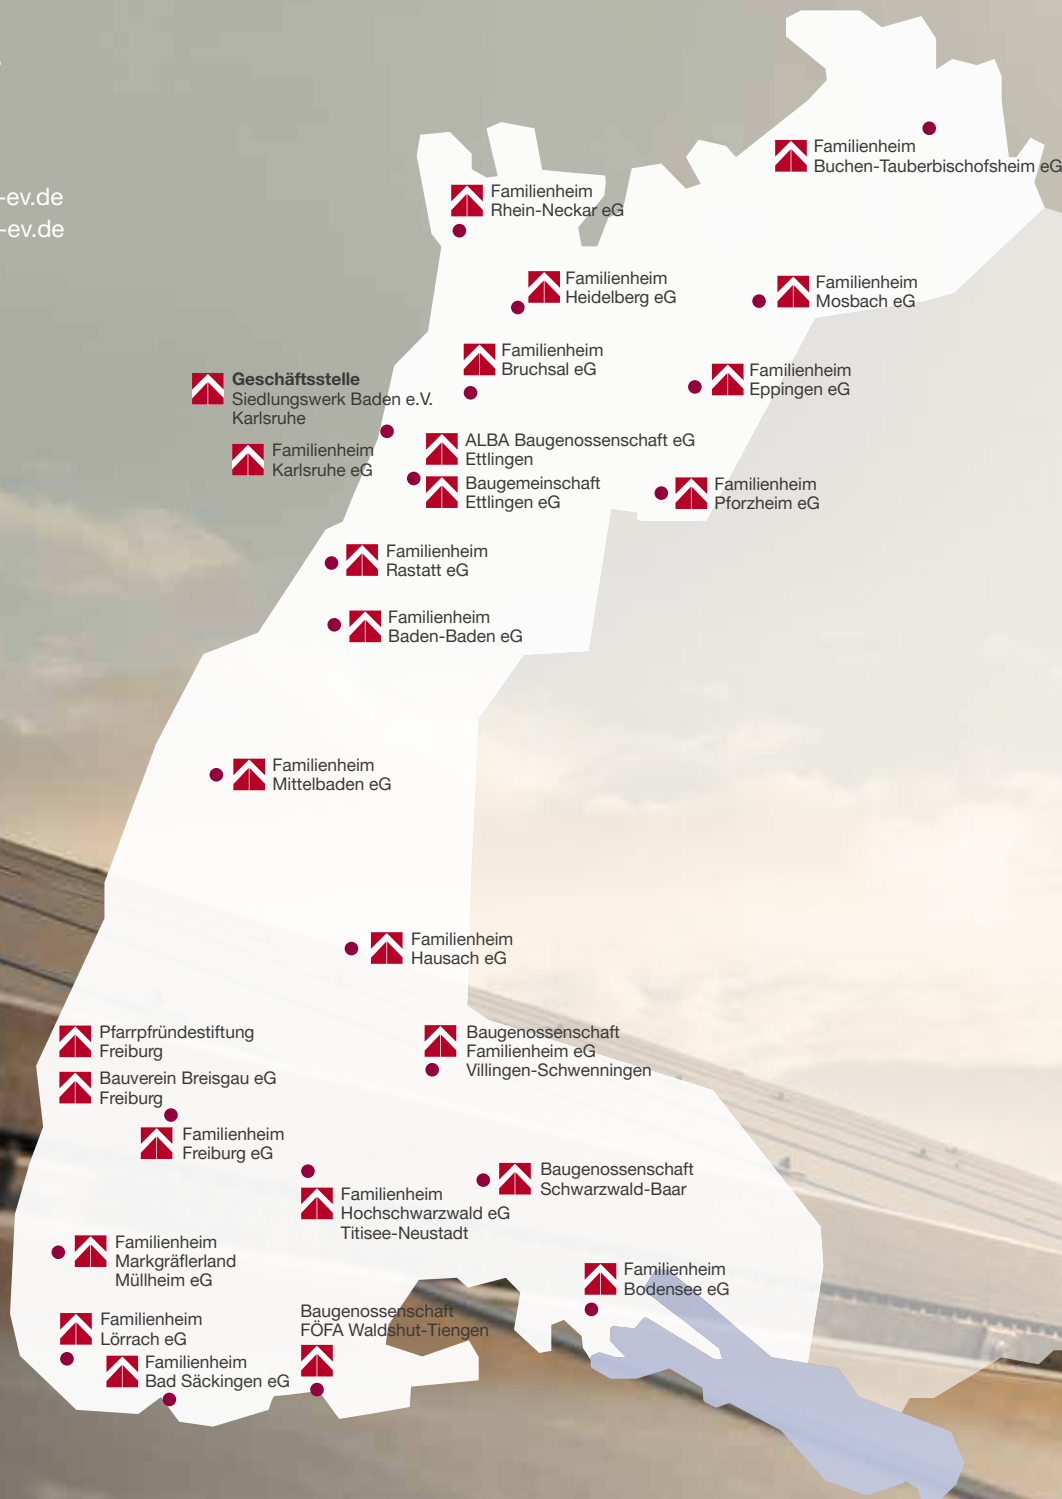 -ev.de
-ev.de
Familienheim
Buchen-Tauberbischofsheim eG
Familienheim
Rhein-Neckar eG
Familienheim
Heidelberg eG
Familienheim
Mosbach eG
Familienheim
Bruchsal eG
Familienheim
Eppingen eG
Geschäftsstelle
Siedlungswerk Baden e.V.
Karlsruhe
Familienheim
Karlsruhe eG
ALBA Baugenossenschaft eG
Ettlingen
Baugemeinschaft
Ettlingen eG
Familienheim
Pforzheim eG
Familienheim
Rastatt eG
Familienheim
Baden-Baden eG
Familienheim
Mittelbaden eG
Familienheim
Hausach eG
Pfarrpfründestiftung
Freiburg
Bauverein Breisgau eG
Freiburg
Familienheim
Freiburg eG
Baugenossenschaft
Familienheim eG
Villingen-Schwenningen
Familienheim
Hochschwarzwald eG
Titisee-Neustadt
Baugenossenschaft
Schwarzwald-Baar
Familienheim
Markgräflerland
Müllheim eG
Familienheim
Bodensee eG
Familienheim
Lörrach eG
Baugenossenschaft
FÖFA Waldshut-Tiengen
Familienheim
Bad Säckingen eG